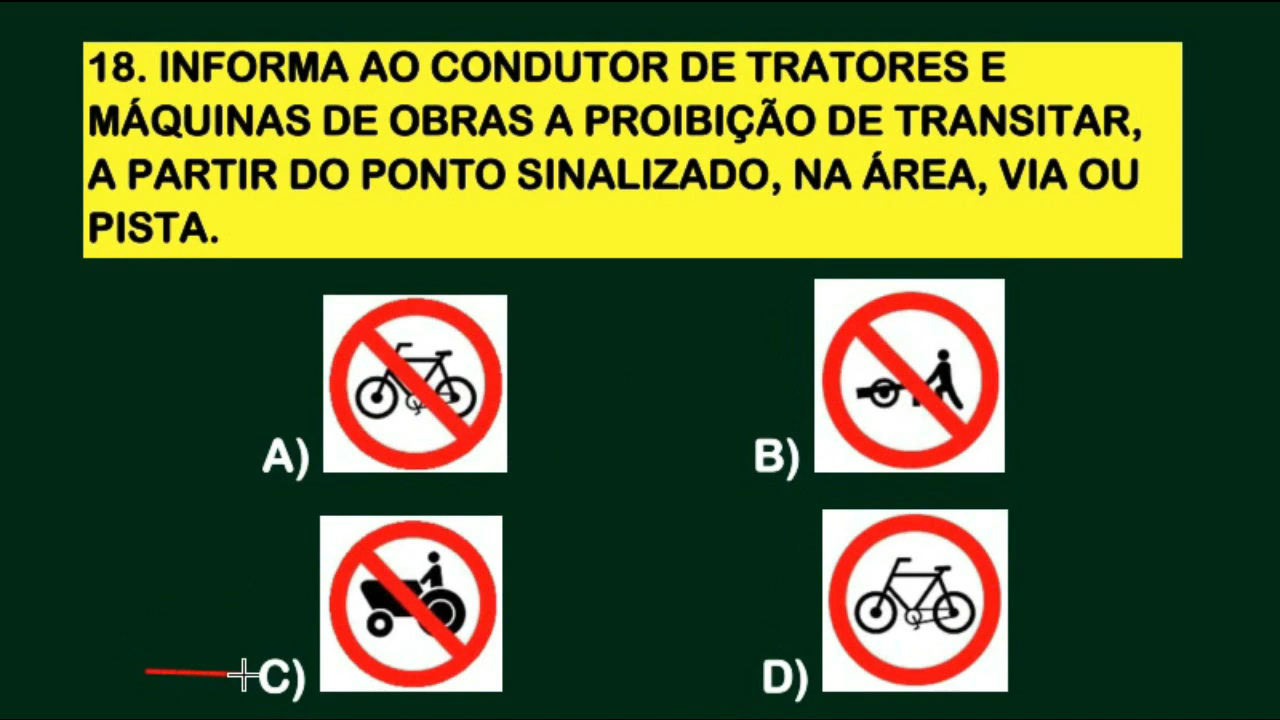 18. INFORMA AO CONDUTOR DE TRATORES E
MÁQUINAS DE OBRAS A PROIBIÇÃO DE TRANSITAR,
A PARTIR DO PONTO SINALIZADO, NA ÁREA, VIA OU
PISTA.
A)
B)
C)
D)